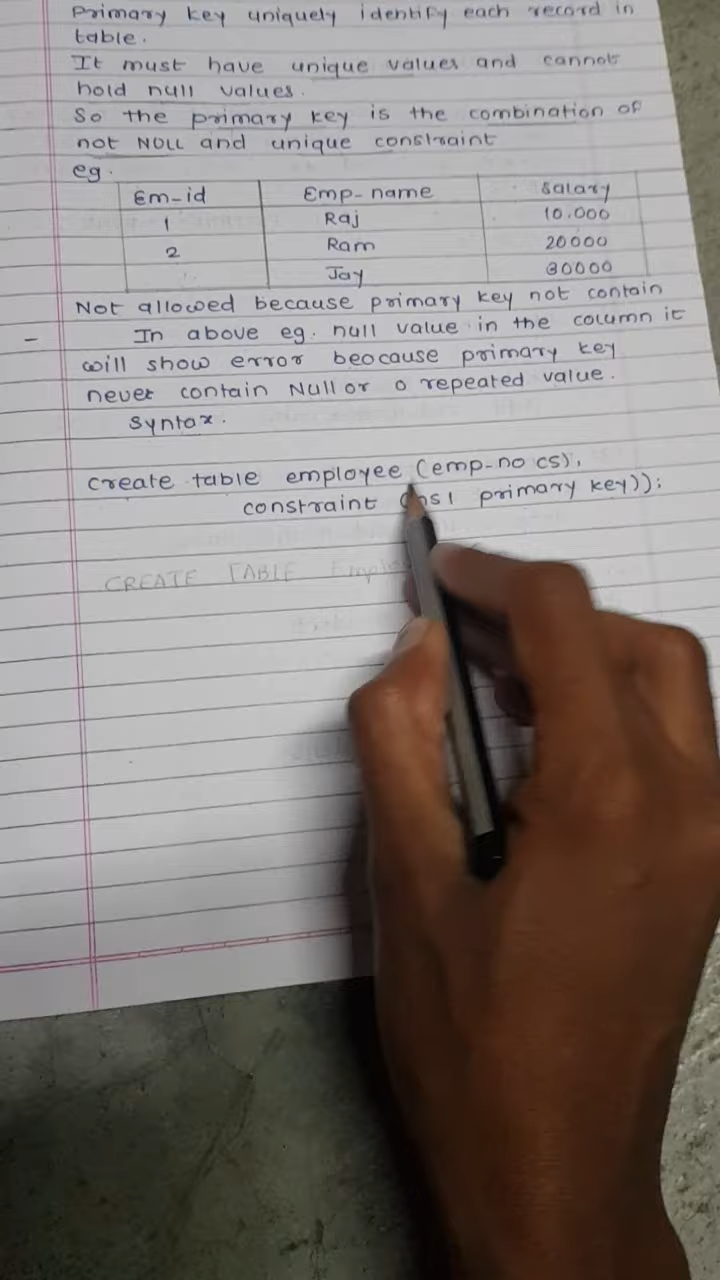 Primary key uniquely identify each record in
table.
It must have unique values and cannot
hold null values.
So the primary key is the combination of
not NULL and unique constraint
eg.
Em-id Emp-name Salary
1 Raj 10.000
2 Ram 20000
Jay 30000
Not allowed because primary key not contain
- In above eg. null value in the column it
will show error beocause primary key
never contain Null or o repeated value.
Syntax.
create table employee (emp-no cs),
constraint primary key));
CREATE TABLE